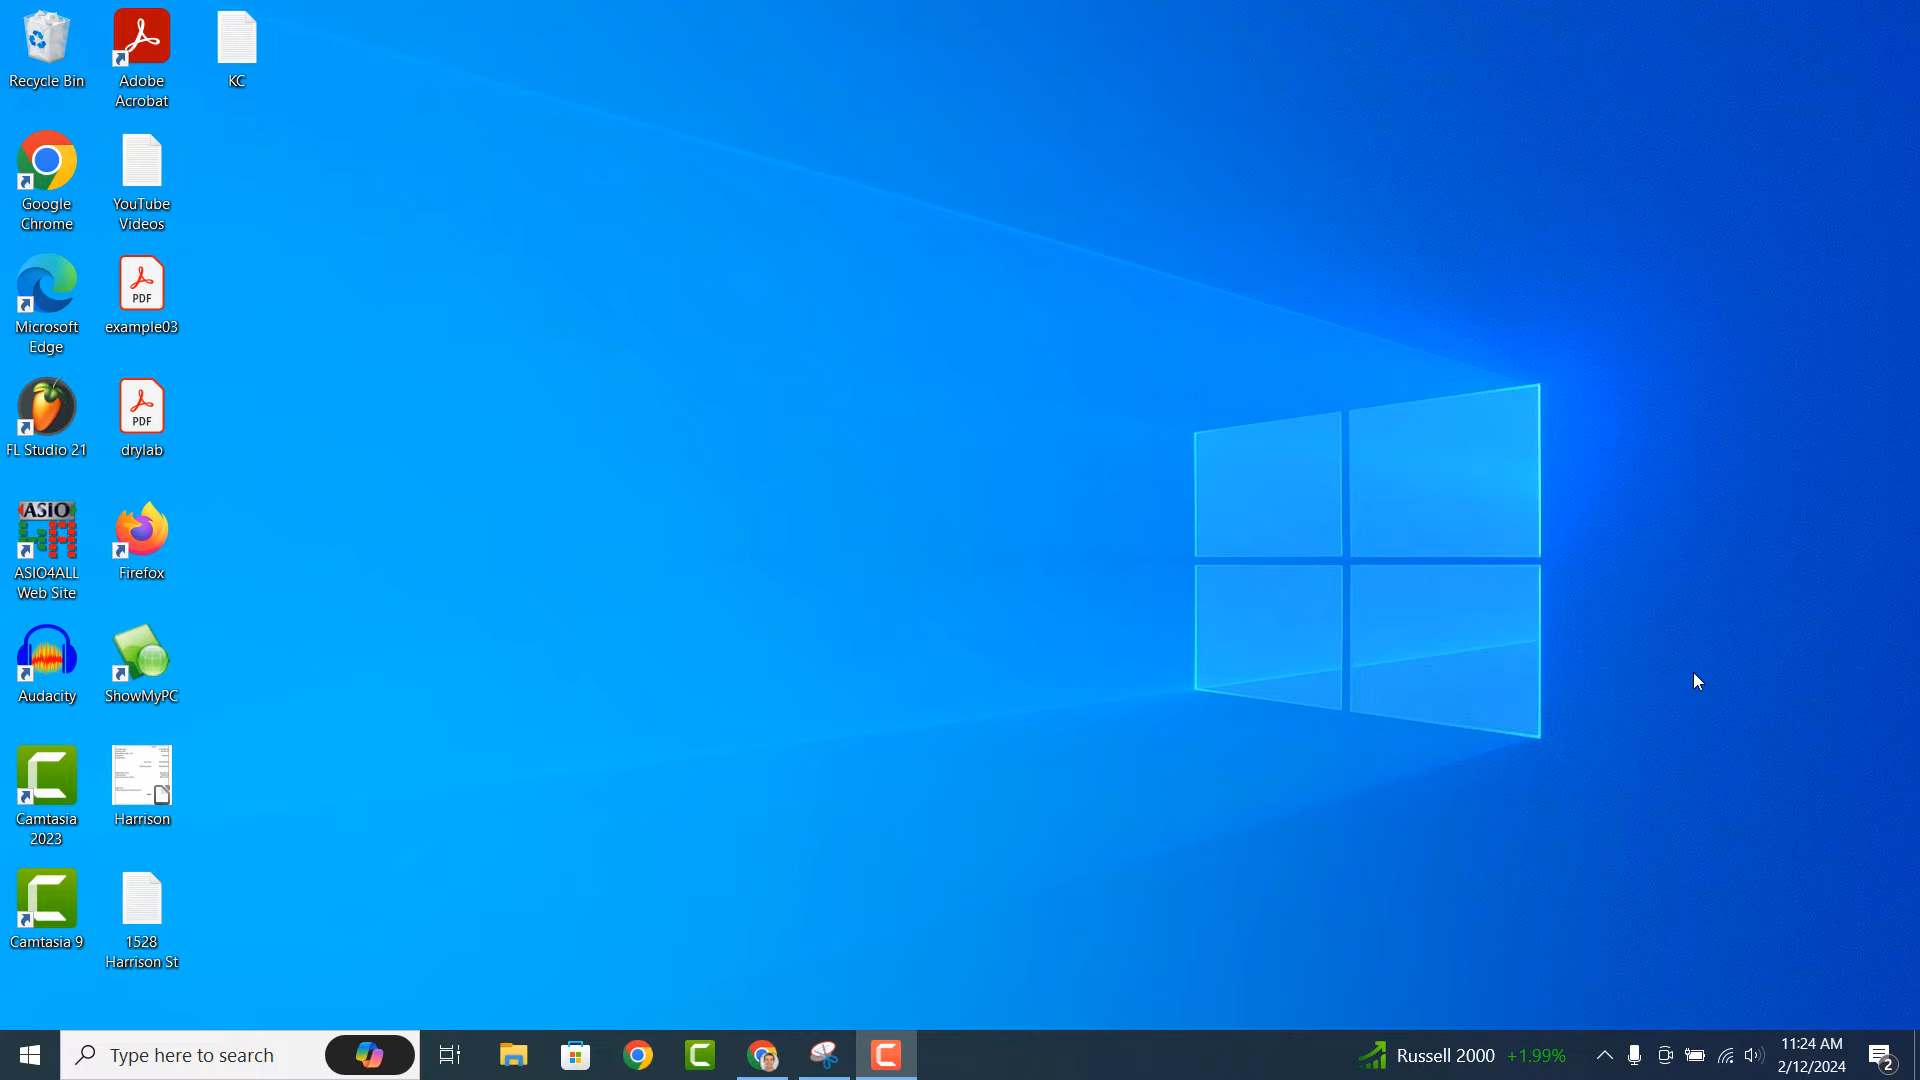 Recycle Bin
Adobe
Acrobat
KC
Google
Chrome
YouTube
Videos
Microsoft
Edge
PDF
example03
FL Studio 21
PDF
drylab
ASIO
4A
ASIO4ALL
Web Site
Firefox
Audacity
ShowMyPC
Camtasia
2023
Harrison
Camtasia 9
1528
Harrison St
Type here to search
Russell 2000 +1.99%
11:24 AM
2/12/2024
2